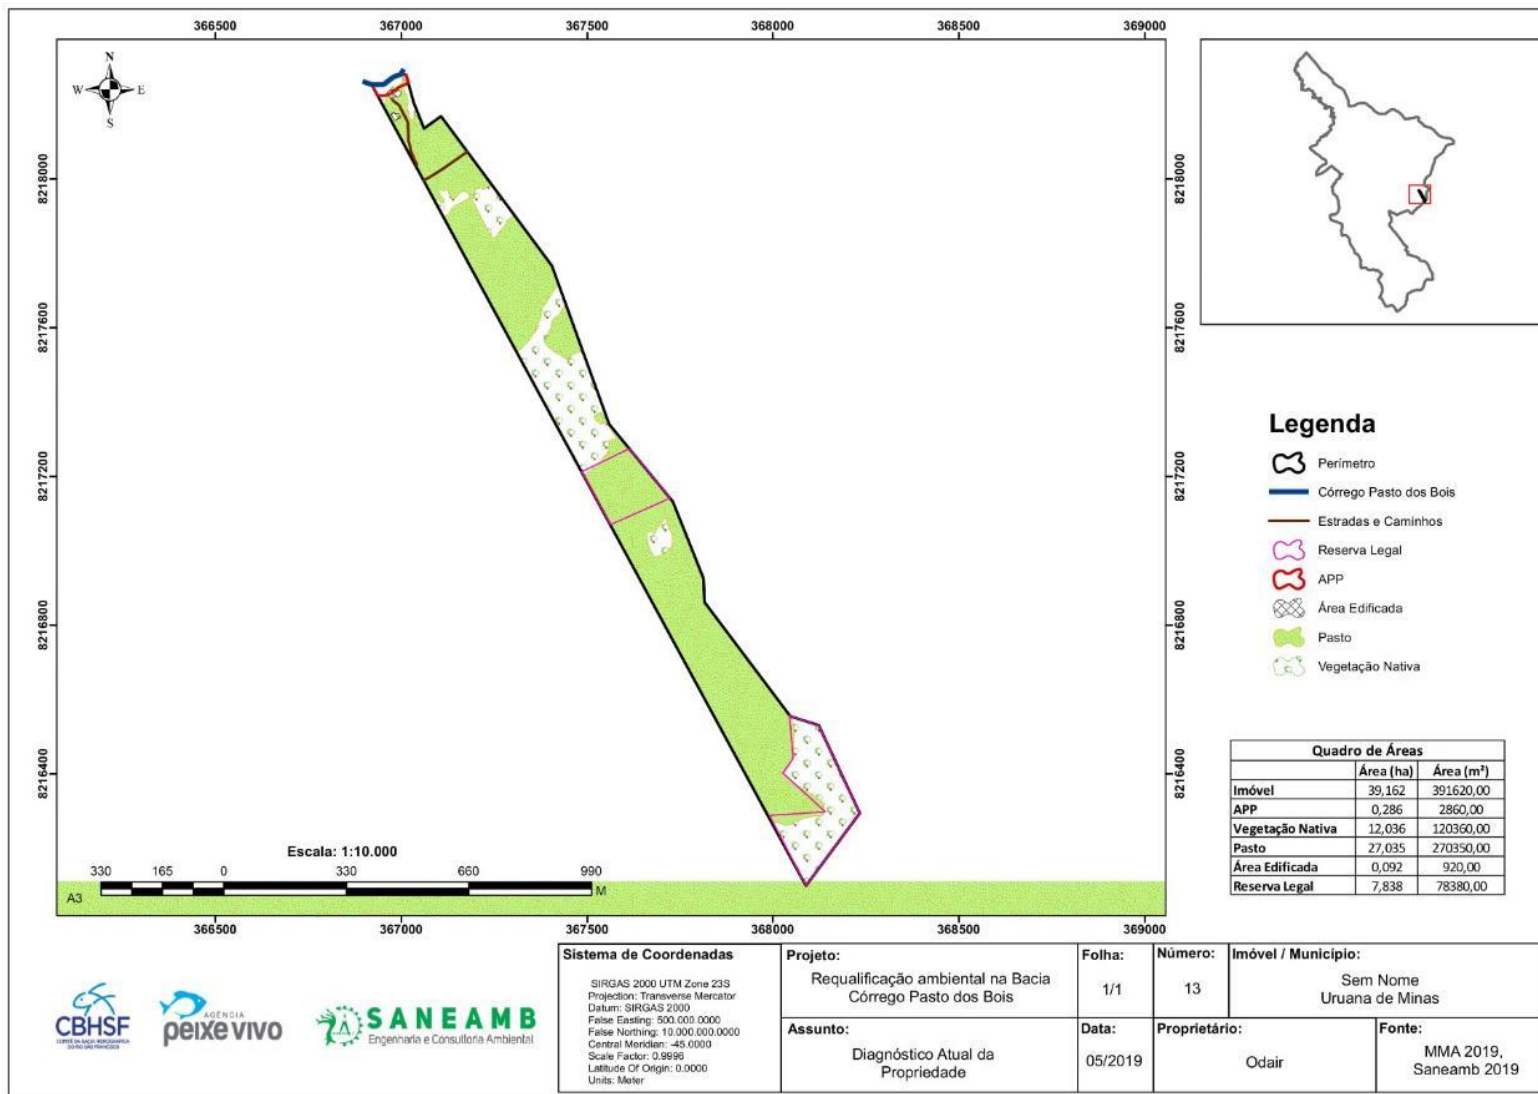 366500 367000 367500 368000 368500 369000
N
W E
S
8218000 8218000
8217600 8217600
8217200 8217200
8216800 8216800
8216400 8216400
Legenda
Perímetro
Córrego Pasto dos Bois
Estradas e Caminhos
Reserva Legal
APP
Área Edificada
Pasto
Vegetação Nativa
Quadro de Áreas
Área (ha) Área (m²)
Imóvel 39,162 391620,00
APP 0,286 2860,00
Vegetação Nativa 12,036 120360,00
Pasto 27,035 270350,00
Área Edificada 0,092 920,00
Reserva Legal 7,838 78380,00
Escala: 1:10.000
330 165 0 330 660 990
M
A3
366500 367000 367500 368000 368500 369000
CBHSF
COMITÊ DA BACIA HIDROGRÁFICA
DO RIO SÃO FRANCISCO
AGÊNCIA
peixe vivo
SANEAMB
Engenharia e Consultoria Ambiental
Sistema de Coordenadas
SIRGAS 2000 UTM Zone 23S
Projection: Transverse Mercator
Datum: SIRGAS 2000
False Easting: 500.000.0000
False Northing: 10.000.000.0000
Central Meridian: -45.0000
Scale Factor: 0.9996
Latitude Of Origin: 0.0000
Units: Meter
Projeto:
Requalificação ambiental na Bacia
Córrego Pasto dos Bois
Folha:
1/1
Número:
13
Imóvel / Município:
Sem Nome
Uruana de Minas
Assunto:
Diagnóstico Atual da
Propriedade
Data:
05/2019
Proprietário:
Odair
Fonte:
MMA 2019,
Saneamb 2019